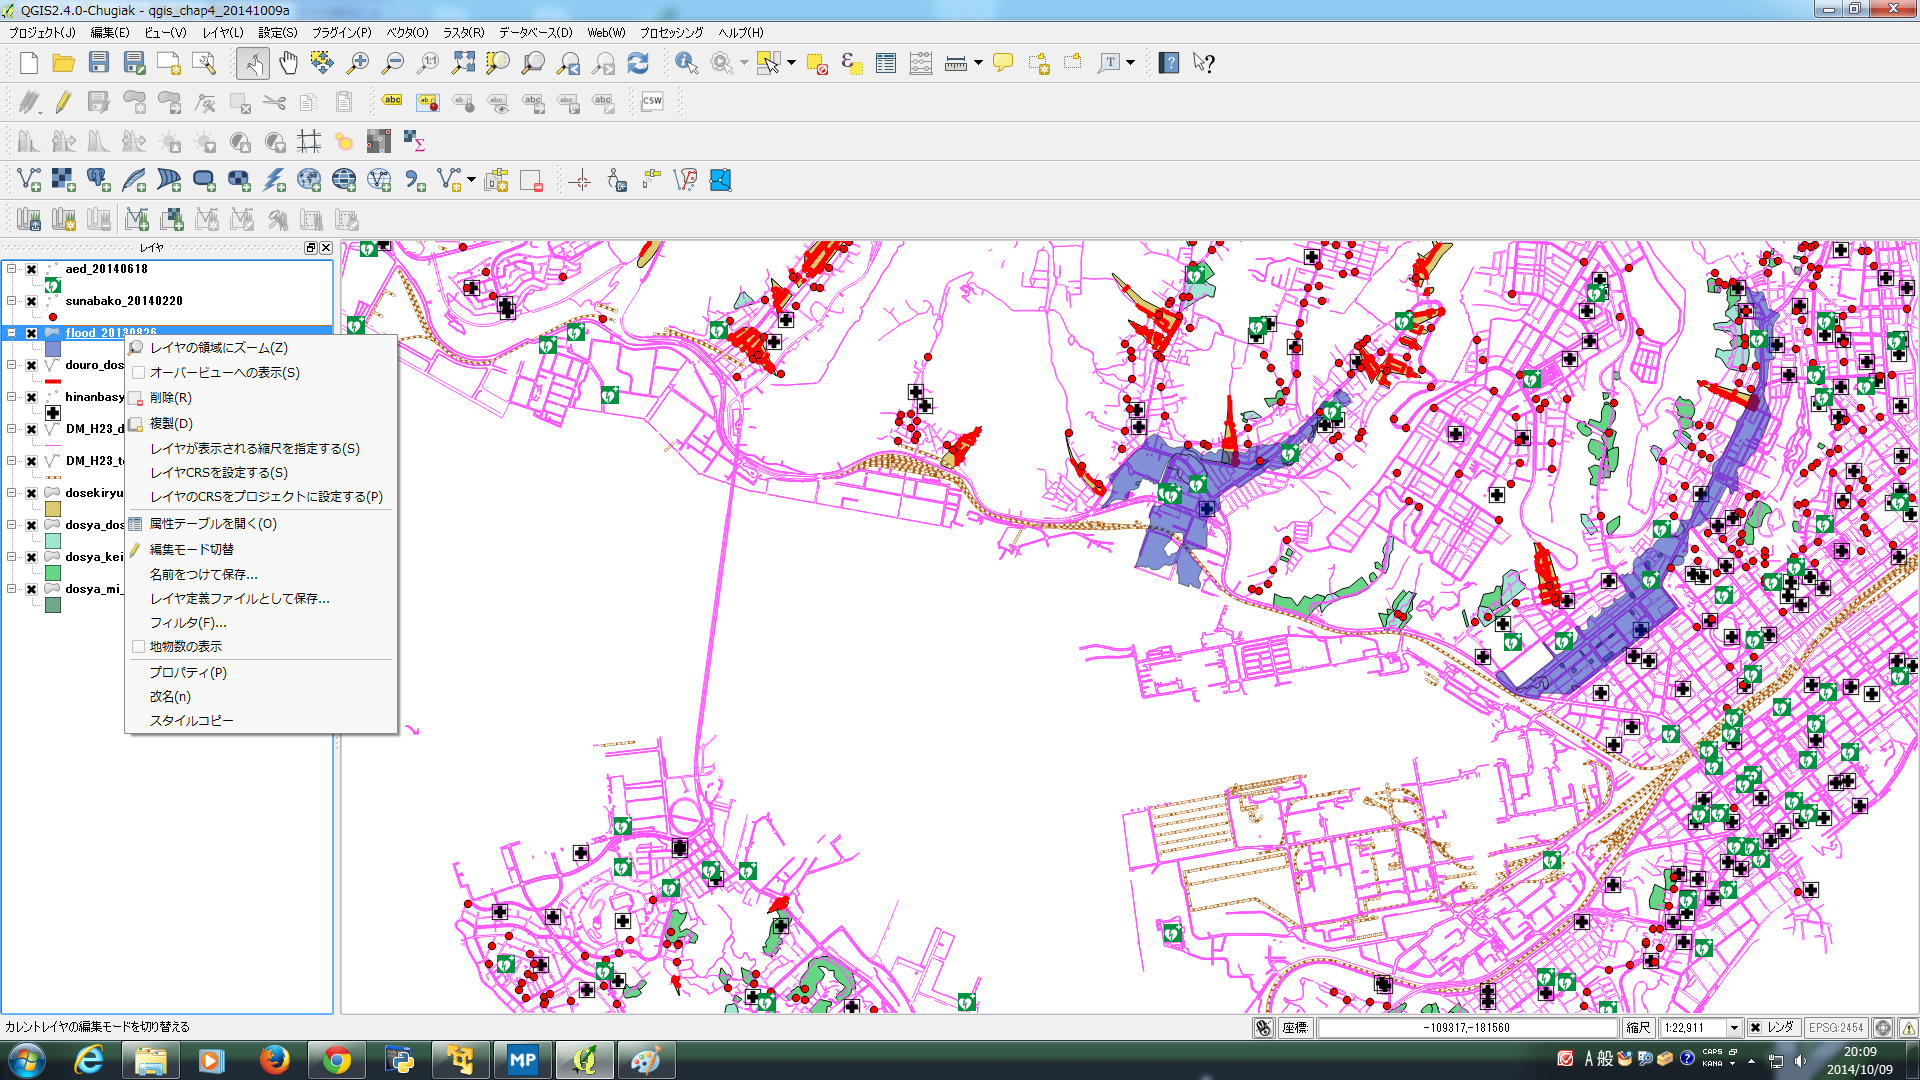 QGIS2.4.0-Chugiak - qgis_chap4_20141009a
プロジェクト(J) 編集(E) ビュー(V) レイヤ(L) 設定(S) プラグイン(P) ベクタ(O) ラスタ(R) データベース(D) Web(W) プロセッシング ヘルプ(H)
abc
CSW
レイヤ
aed_20140618
sunabako_20140220
flood_20130826
douro_dos
hinanbasy
DM_H23_d
DM_H23_t
dosekiryu
dosya_dos
dosya_kei
dosya_mi_
レイヤの領域にズーム(Z)
オーバービューへの表示(S)
削除(R)
複製(D)
レイヤが表示される縮尺を指定する(S)
レイヤCRSを設定する(S)
レイヤのCRSをプロジェクトに設定する(P)
属性テーブルを開く(O)
編集モード切替
名前をつけて保存...
レイヤ定義ファイルとして保存...
フィルタ(F)...
地物数の表示
プロパティ(P)
改名(n)
スタイルコピー
カレントレイヤの編集モードを切り替える
座標:
-109317,-181560
縮尺
1:22,911
レンダ
EPSG:2454
MP
A 般
CAPS
KANA
20:09
2014/10/09